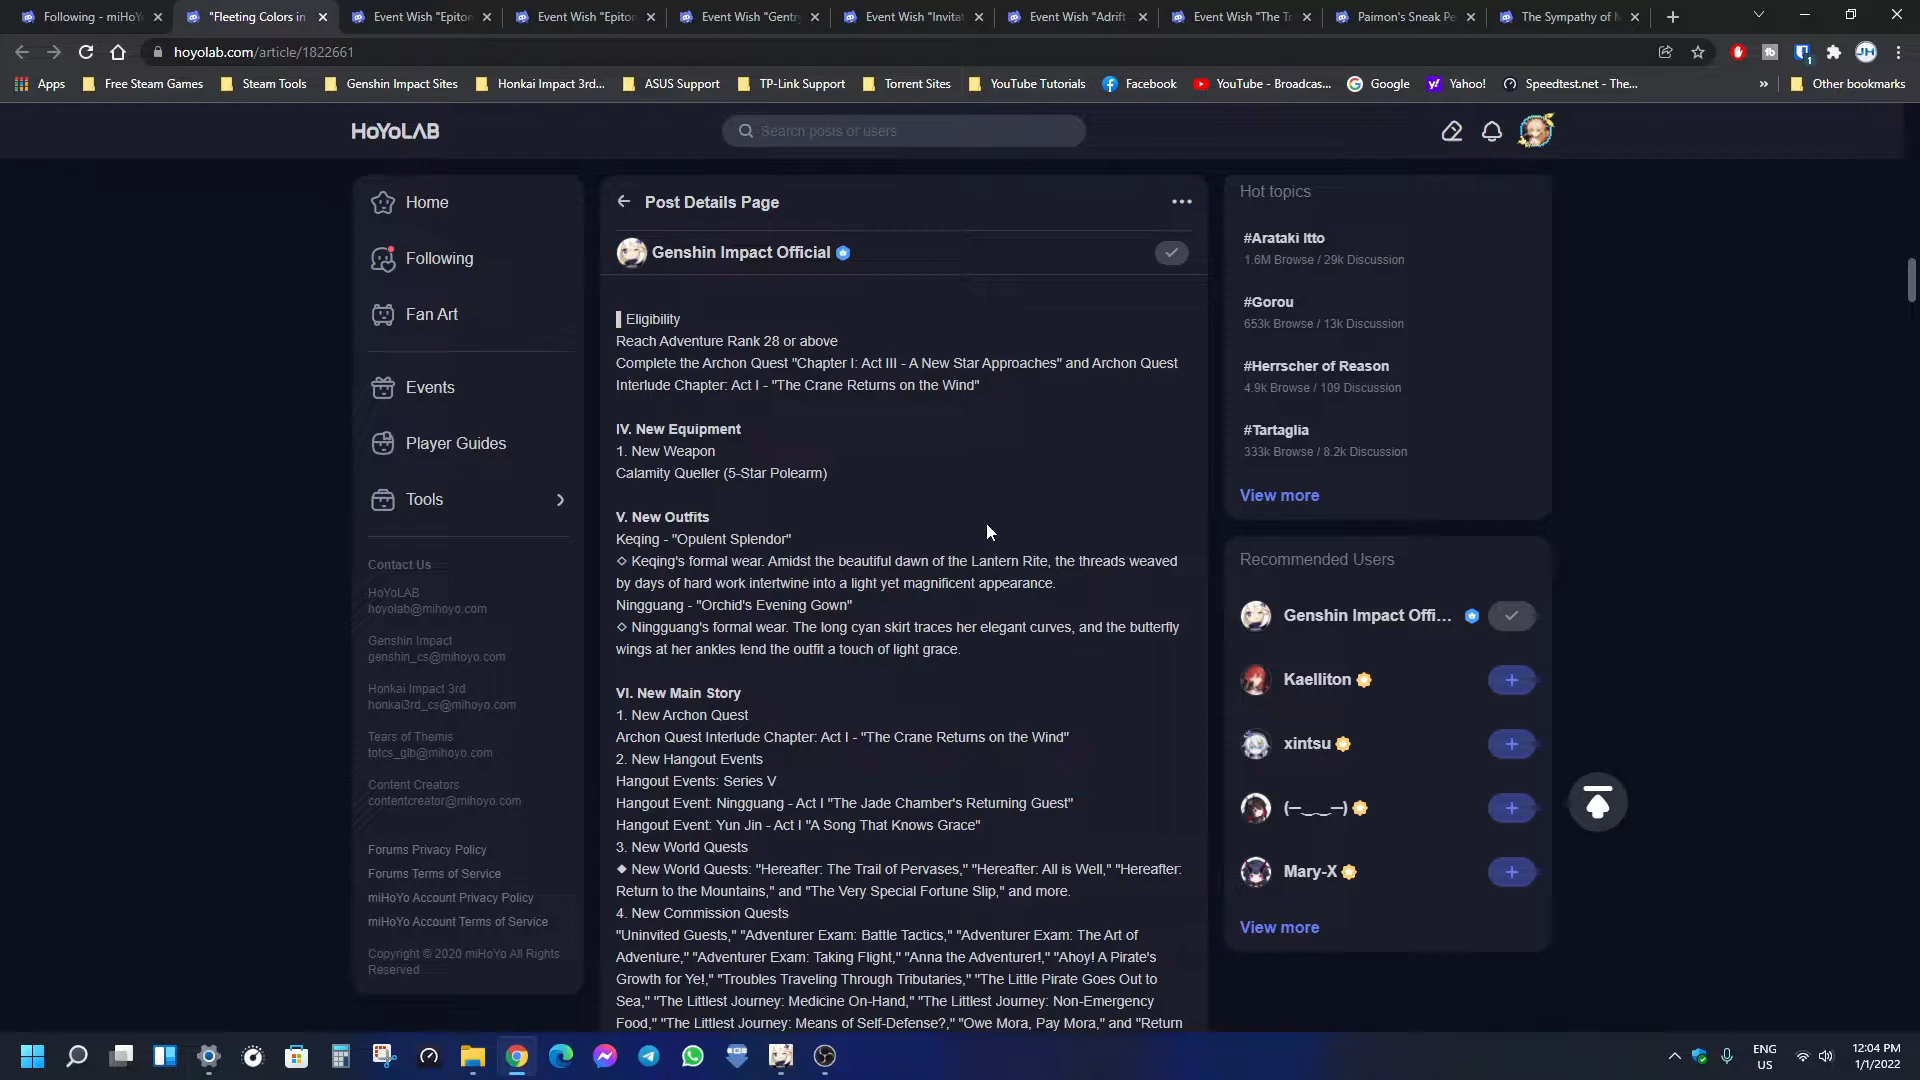 Following - miHoY
"Fleeting Colors in
Event Wish "Epiton
Event Wish "Epiton
Event Wish "Gentry
Event Wish "Invitat
Event Wish "Adrift
Event Wish "The Tr
Paimon's Sneak Pe
The Sympathy of
hoyolab.com/article/1822661
JH
Apps
Free Steam Games
Steam Tools
Genshin Impact Sites
Honkai Impact 3rd...
ASUS Support
TP-Link Support
Torrent Sites
YouTube Tutorials
Facebook
YouTube - Broadcas...
Google
Yahoo!
Speedtest.net - The...
»
Other bookmarks
HoYoLAB
Search posts or users
Home
Following
Fan Art
Events
Player Guides
Tools
Contact Us
HoYoLAB
hoyolab@mihoyo.com
Genshin Impact
genshin_cs@mihoyo.com
Honkai Impact 3rd
honkai3rd_cs@mihoyo.com
Tears of Themis
totcs_glb@mihoyo.com
Content Creators
contentcreator@mihoyo.com
Forums Privacy Policy
Forums Terms of Service
miHoYo Account Privacy Policy
miHoYo Account Terms of Service
Copyright © 2020 miHoYo All Rights
Reserved
Post Details Page
Genshin Impact Official
▌Eligibility
Reach Adventure Rank 28 or above
Complete the Archon Quest "Chapter I: Act III - A New Star Approaches" and Archon Quest
Interlude Chapter: Act I - "The Crane Returns on the Wind"
IV. New Equipment
1. New Weapon
Calamity Queller (5-Star Polearm)
V. New Outfits
Keqing - "Opulent Splendor"
◇ Keqing's formal wear. Amidst the beautiful dawn of the Lantern Rite, the threads weaved
by days of hard work intertwine into a light yet magnificent appearance.
Ningguang - "Orchid's Evening Gown"
◇ Ningguang's formal wear. The long cyan skirt traces her elegant curves, and the butterfly
wings at her ankles lend the outfit a touch of light grace.
VI. New Main Story
1. New Archon Quest
Archon Quest Interlude Chapter: Act I - "The Crane Returns on the Wind"
2. New Hangout Events
Hangout Events: Series V
Hangout Event: Ningguang - Act I "The Jade Chamber's Returning Guest"
Hangout Event: Yun Jin - Act I "A Song That Knows Grace"
3. New World Quests
◆ New World Quests: "Hereafter: The Trail of Pervases," "Hereafter: All is Well," "Hereafter:
Return to the Mountains," and "The Very Special Fortune Slip," and more.
4. New Commission Quests
"Uninvited Guests," "Adventurer Exam: Battle Tactics," "Adventurer Exam: The Art of
Adventure," "Adventurer Exam: Taking Flight," "Anna the Adventurer!," "Ahoy! A Pirate's
Growth for Ye!," "Troubles Traveling Through Tributaries," "The Little Pirate Goes Out to
Sea," "The Littlest Journey: Medicine On-Hand," "The Littlest Journey: Non-Emergency
Food," "The Littlest Journey: Means of Self-Defense?," "Owe Mora, Pay Mora," and "Return
Hot topics
#Arataki Itto
1.6M Browse / 29k Discussion
#Gorou
653k Browse / 13k Discussion
#Herrscher of Reason
4.9k Browse / 109 Discussion
#Tartaglia
333k Browse / 8.2k Discussion
View more
Recommended Users
Genshin Impact Offi...
Kaelliton
xintsu
(—‿‿—)
Mary-X
View more
ENG
US
12:04 PM
1/1/2022